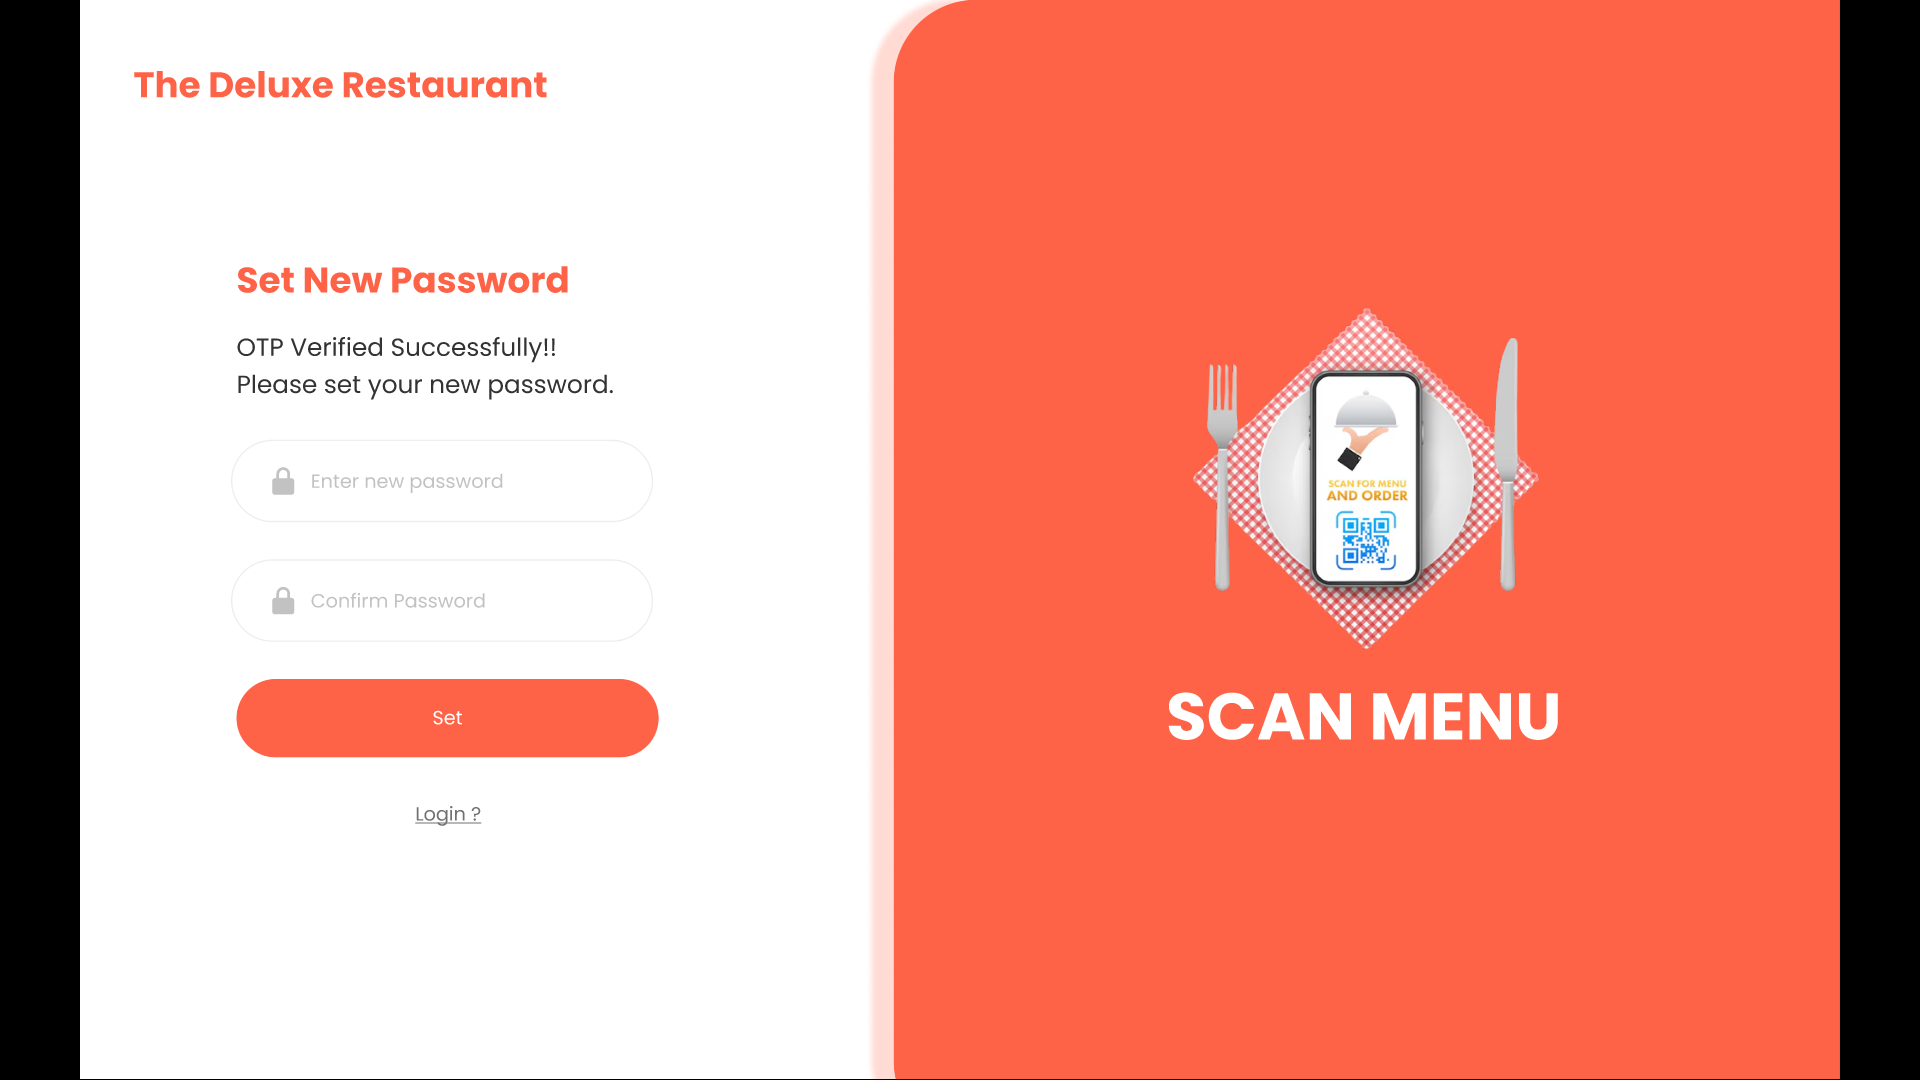 The Deluxe Restaurant
Set New Password
OTP Verified Successfully!!
Please set your new password.
Enter new password
Confirm Password
Set
Login ?
SCAN FOR MENU
AND ORDER
SCAN MENU